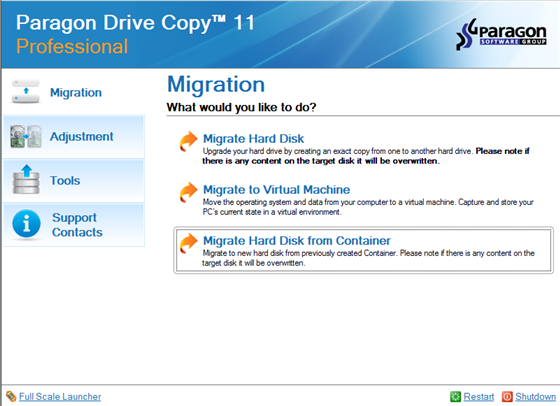 Paragon Drive Copy™ 11
Professional
Paragon
SOFTWARE GROUP
Migration
Adjustment
Tools
Support
Contacts
Migration
What would you like to do?
Migrate Hard Disk
Upgrade your hard drive by creating an exact copy from one to another hard drive. Please note if
there is any content on the target disk it will be overwritten.
Migrate to Virtual Machine
Move the operating system and data from your computer to a virtual machine. Capture and store your
PC's current state in a virtual environment.
Migrate Hard Disk from Container
Migrate to new hard disk from previously created Container. Please note if there is any content on the
target disk it will be overwritten.
Full Scale Launcher
Restart
Shutdown